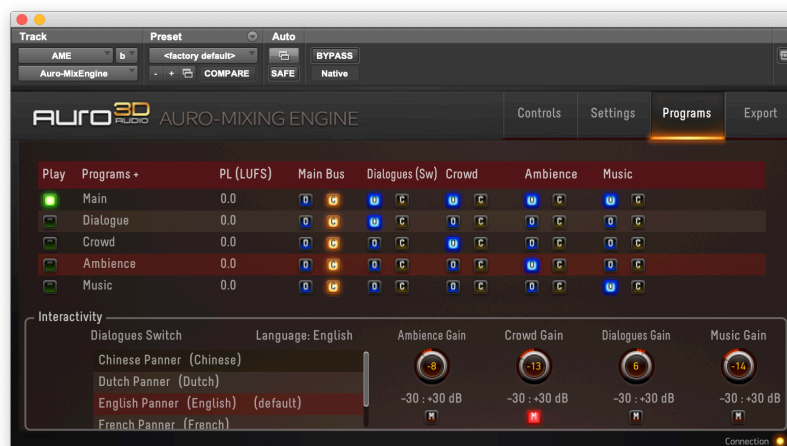 Track Preset Auto
AME b <factory default> BYPASS
Auro-MixEngine - + COMPARE SAFE Native
AURO 3D AUDIO AURO-MIXING ENGINE Controls Settings Programs Export
Play Programs + PL (LUFS) Main Bus Dialogues (Sw) Crowd Ambience Music
Main 0.0 O C U C U C U C U C
Dialogue 0.0 O C U C O C O C O C
Crowd 0.0 O C O C U C O C O C
Ambience 0.0 O C O C O C U C O C
Music 0.0 O C O C O C O C U C
Interactivity
Dialogues Switch Language: English Ambience Gain Crowd Gain Dialogues Gain Music Gain
Chinese Panner (Chinese)
Dutch Panner (Dutch)
English Panner (English) (default)
French Panner (French)
-8 -13 6 -14
-30 : +30 dB -30 : +30 dB -30 : +30 dB -30 : +30 dB
M M M M
Connection